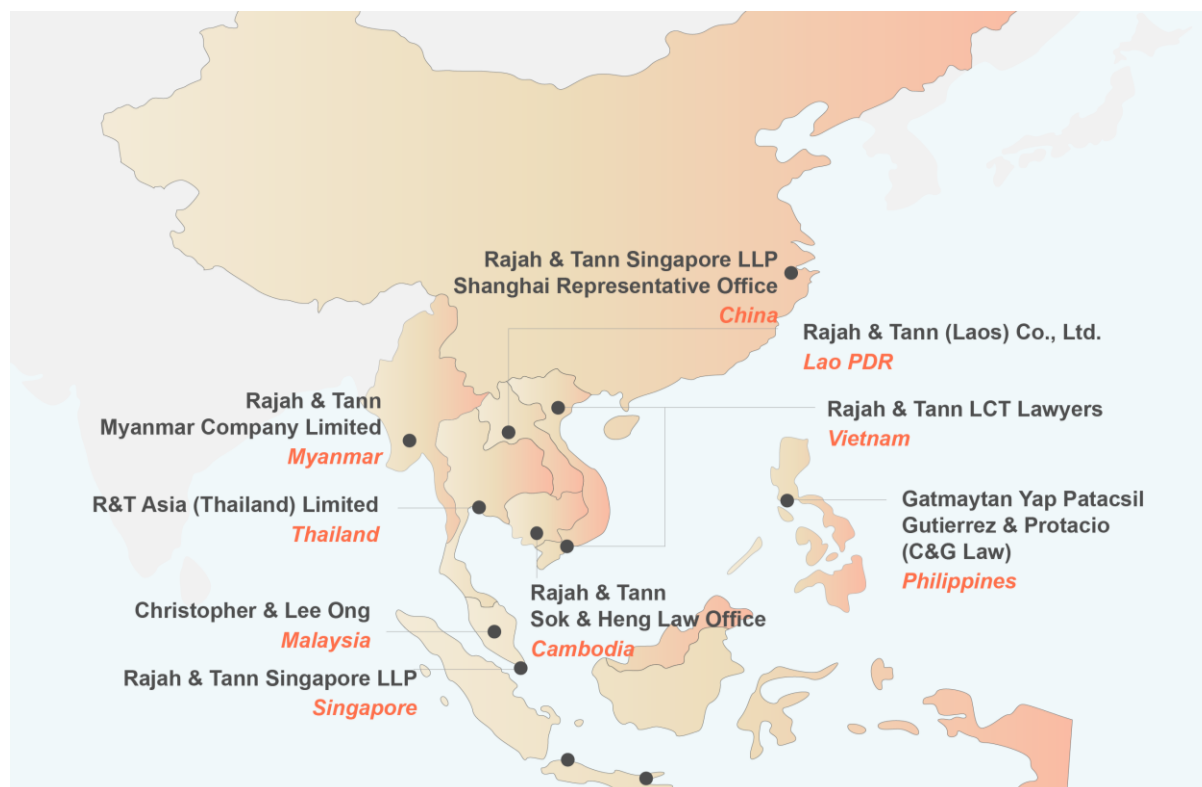 Rajah & Tann Singapore LLP
Shanghai Representative Office
China
Rajah & Tann (Laos) Co., Ltd.
Lao PDR
Rajah & Tann
Myanmar Company Limited
Myanmar
Rajah & Tann LCT Lawyers
Vietnam
R&T Asia (Thailand) Limited
Thailand
Gatmaytan Yap Patacsil
Gutierrez & Protacio
(C&G Law)
Philippines
Rajah & Tann
Sok & Heng Law Office
Cambodia
Christopher & Lee Ong
Malaysia
Rajah & Tann Singapore LLP
Singapore